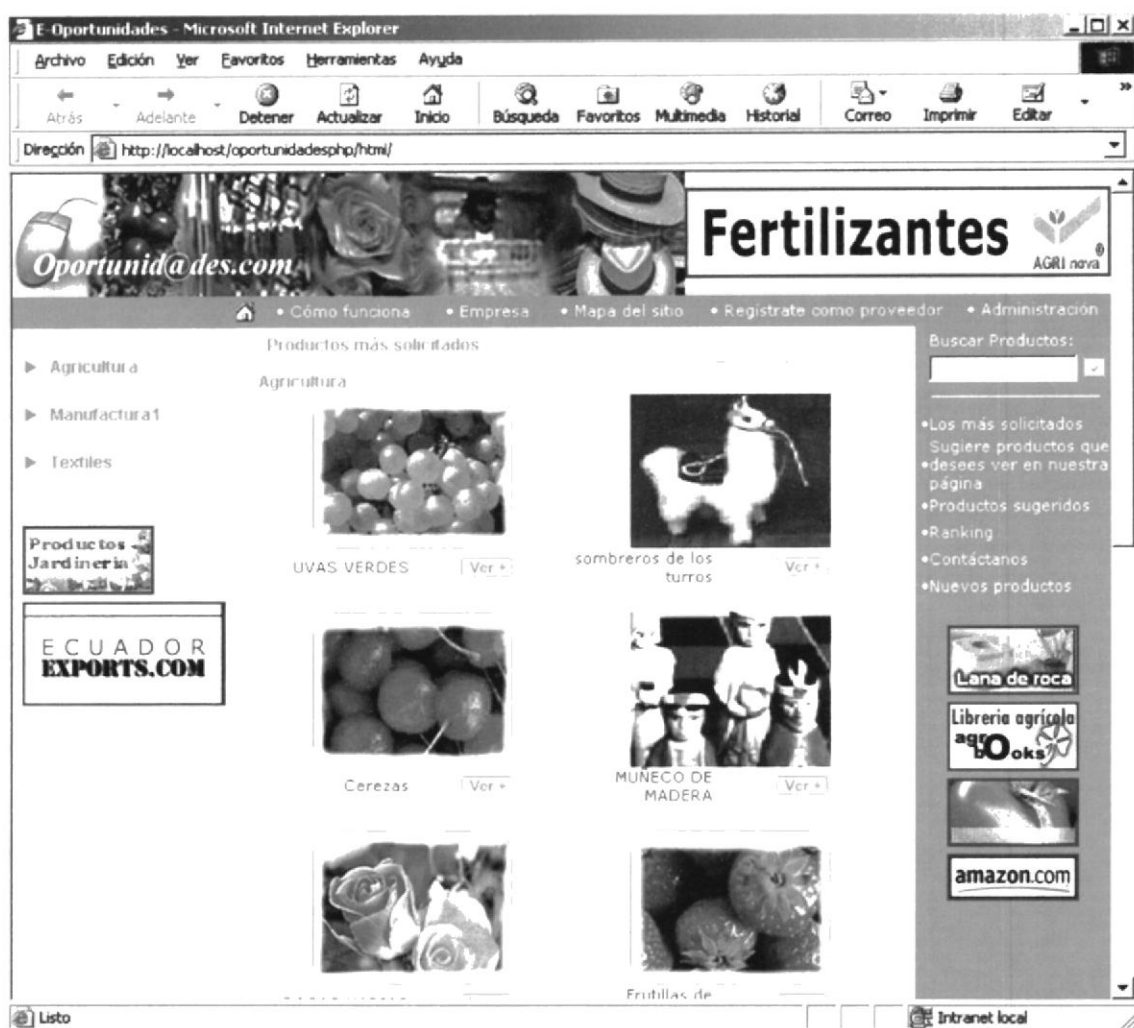 E-Oportunidades - Microsoft Internet Explorer
Archivo Edición Ver Favoritos Herramientas Ayuda
Atrás Adelante Detener Actualizar Inicio Búsqueda Favoritos Multimedia Historial Correo Imprimir Editar »
Dirección http://localhost/oportunidadesphp/html/
Oportunid@des.com
Fertilizantes
AGRI nova
• Cómo funciona • Empresa • Mapa del sitio • Regístrate como proveedor • Administración
Agricultura
Manufactura1
Textiles
Productos
Jardineria
ECUADOR
EXPORTS.COM
Productos más solicitados
Agricultura
UVAS VERDES Ver +
sombreros de los
turros
Ver +
Cerezas Ver +
MUÑECO DE
MADERA
Ver +
Frutillas de
Buscar Productos:
•Los más solicitados
Sugiere productos que
•desees ver en nuestra
página
•Productos sugeridos
•Ranking
•Contáctanos
•Nuevos productos
Lana de roca
Libreria agrícola
agrobOoks
amazon.com
Listo
Intranet local